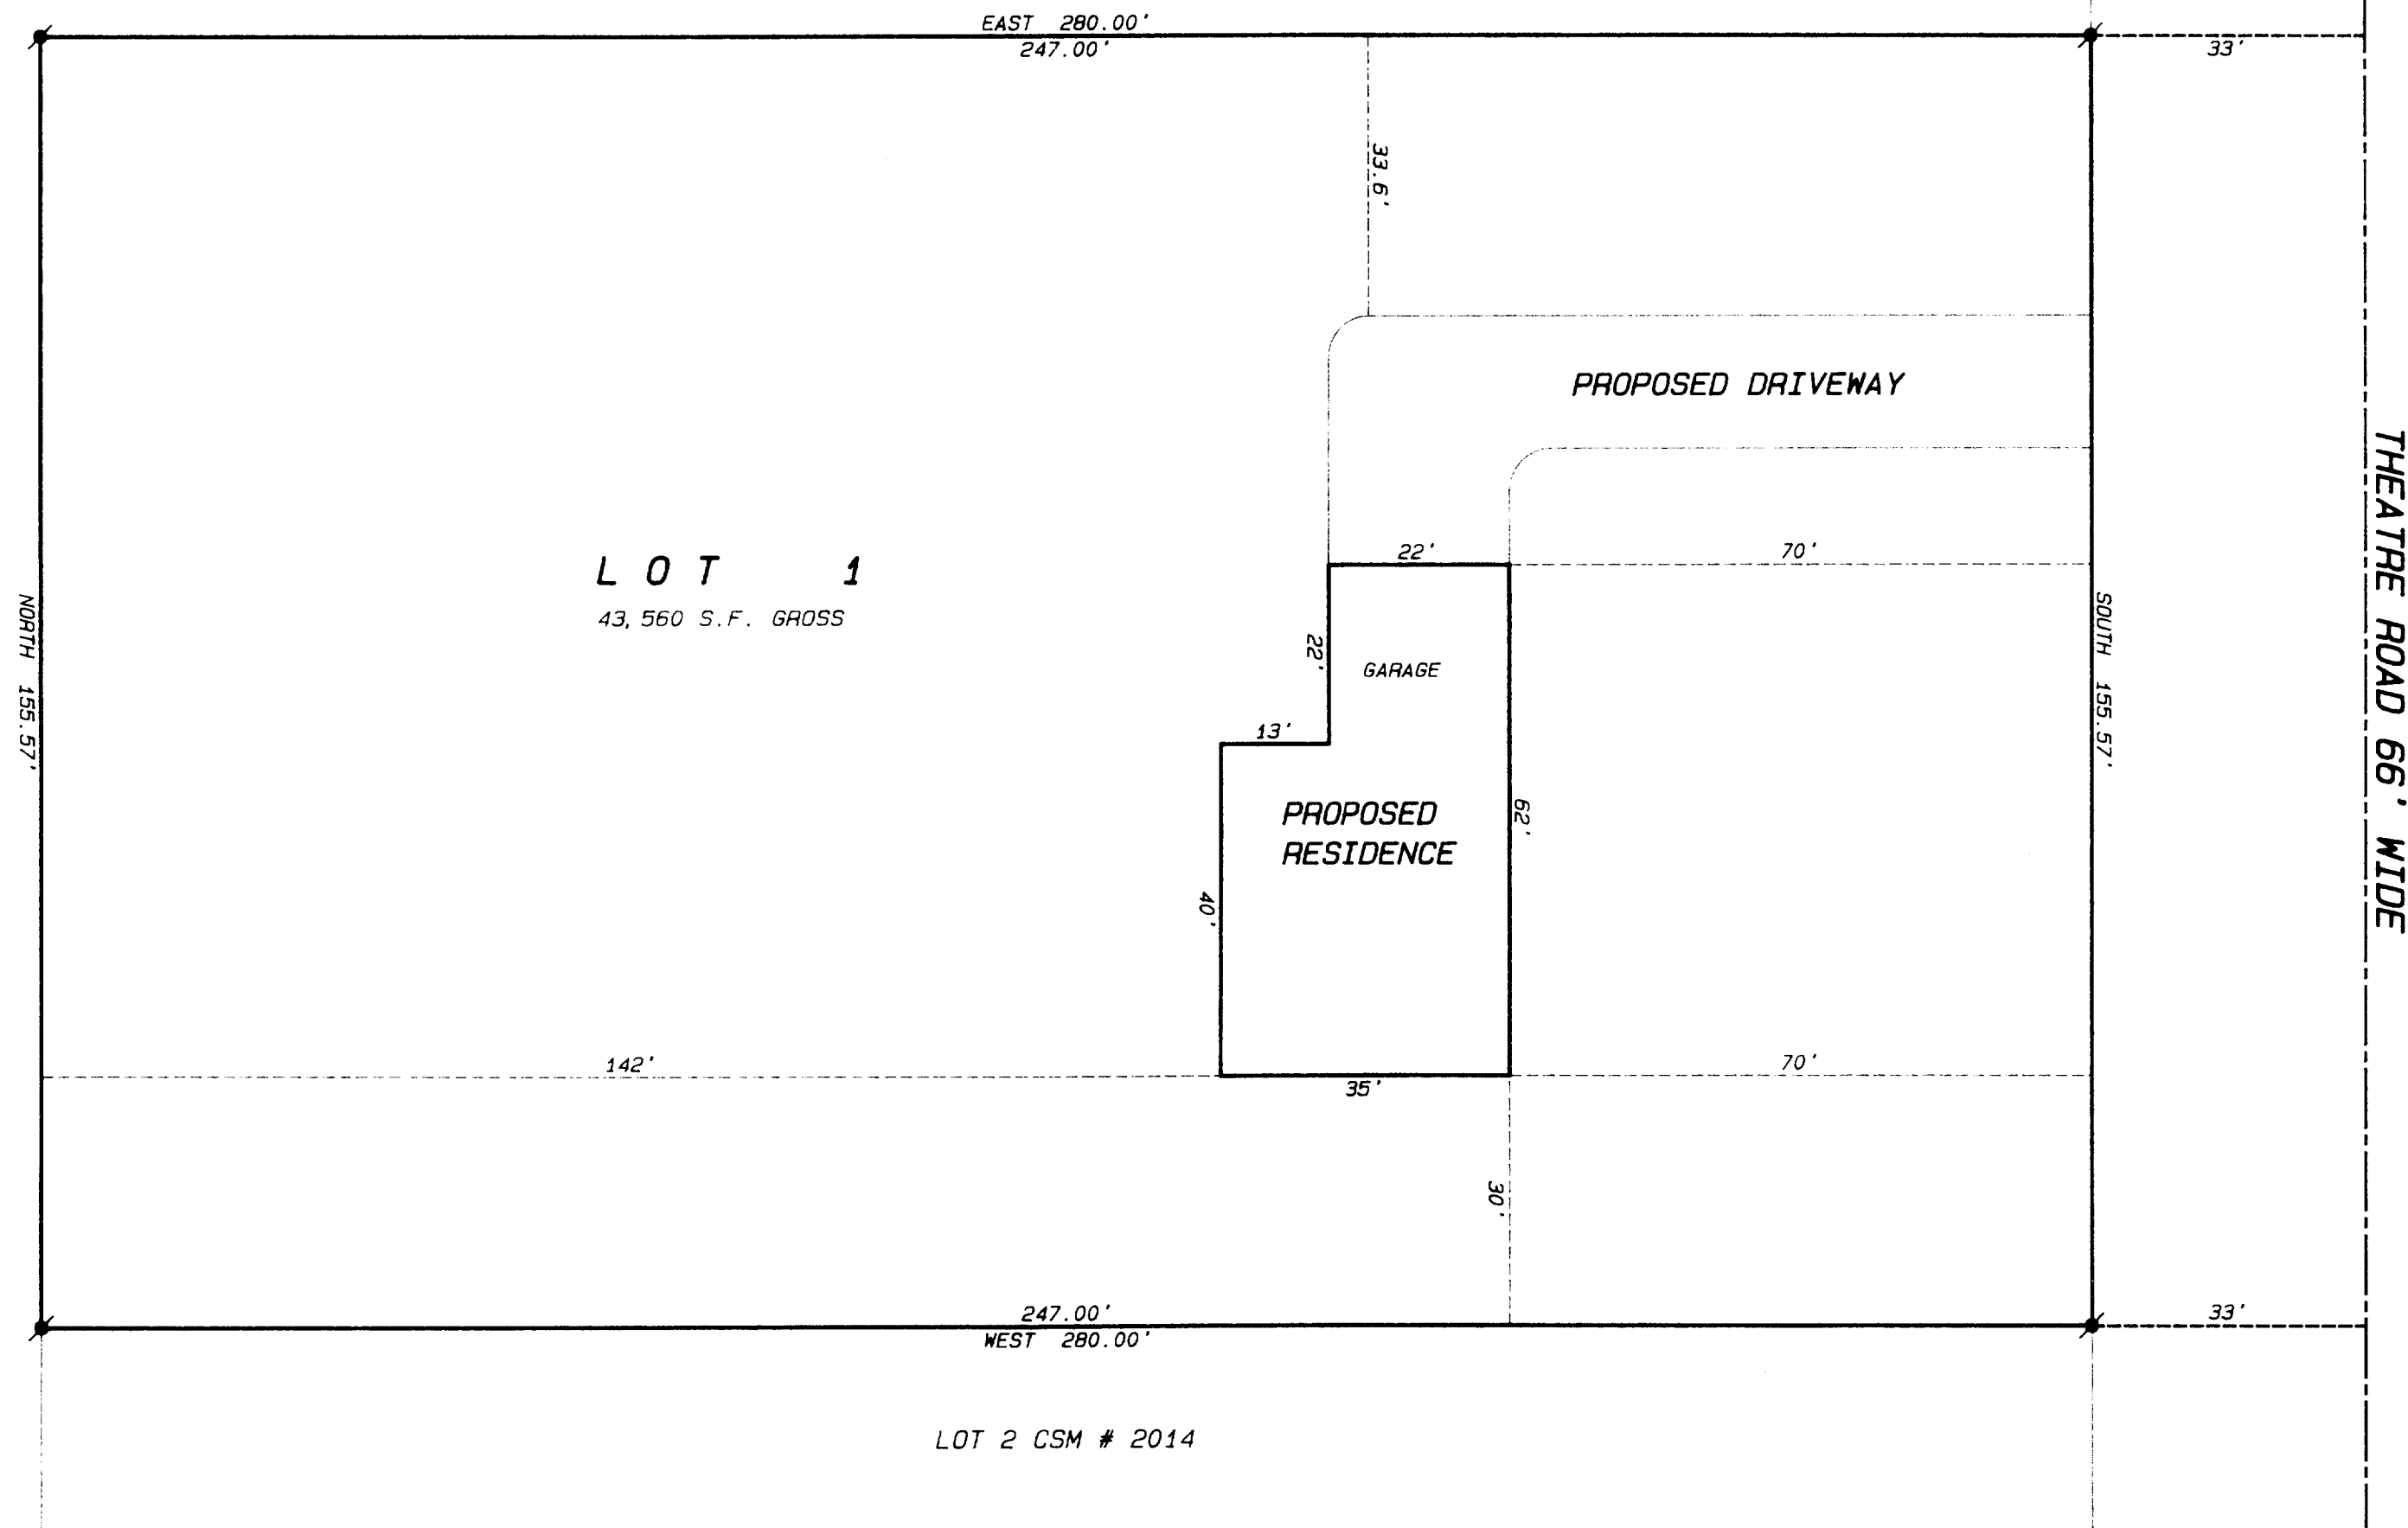 EAST 280.00'
247.00'
33'
33.6'
PROPOSED DRIVEWAY
THEATRE ROAD 66' WIDE
22'
70'
LOT 1
43,560 S.F. GROSS
NORTH 155.57'
SOUTH 155.57'
22'
GARAGE
13'
PROPOSED
RESIDENCE
62'
40'
142'
70'
35'
30'
247.00'
WEST 280.00'
33'
LOT 2 CSM # 2014